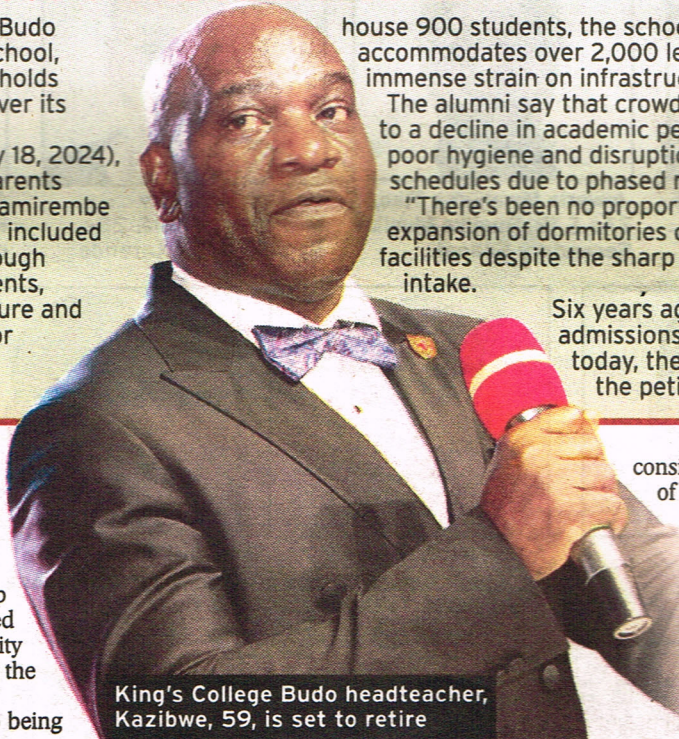 Budo
chool,
holds
ver its
y 18, 2024),
arents
amirembe
included
ough
ents,
ure and
or
house 900 students, the schoo
accommodates over 2,000 le
immense strain on infrastruc
The alumni say that crowd
to a decline in academic pe
poor hygiene and disruptio
schedules due to phased m
"There's been no propor
expansion of dormitories o
facilities despite the sharp
intake.
Six years ag
admissions
today, the
the peti
consi
of
p
ed
ity
the
being
King's College Budo headteacher,
Kazibwe, 59, is set to retire